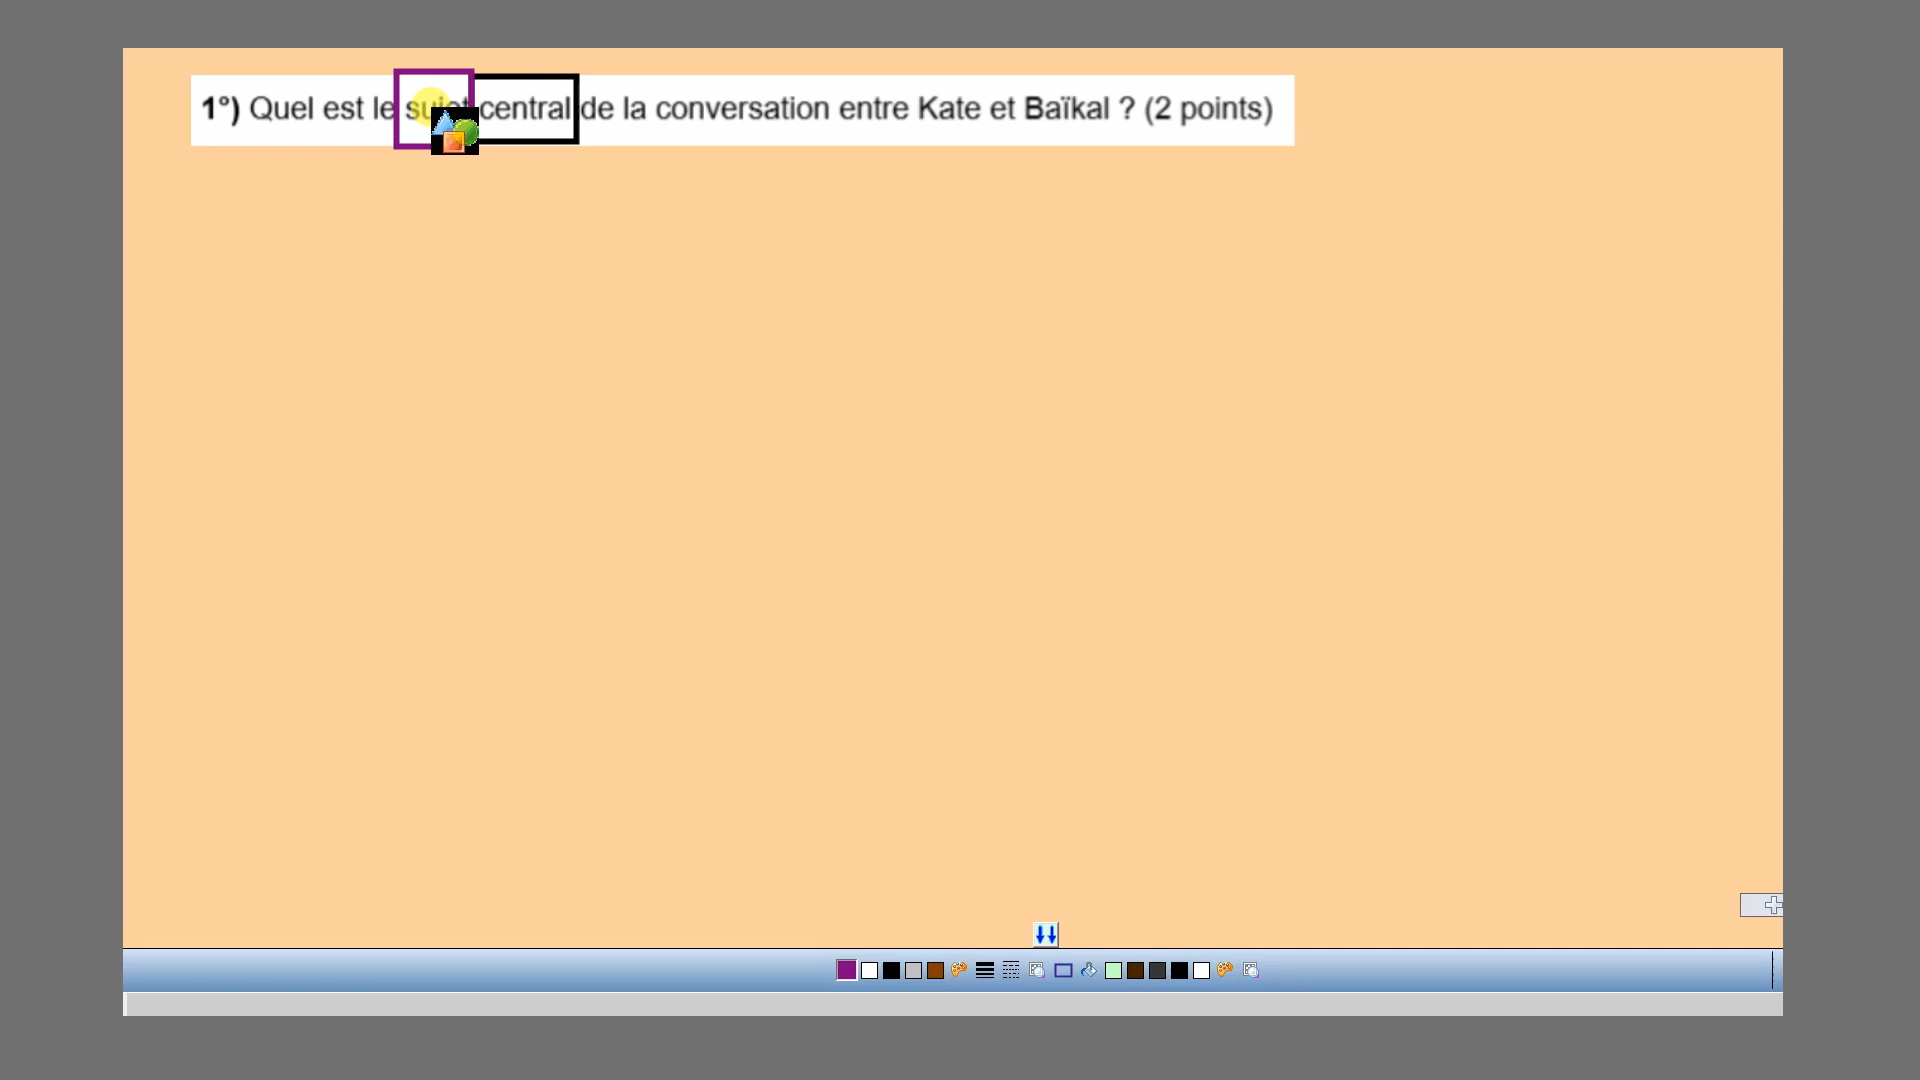 1°) Quel est le sujet central de la conversation entre Kate et Baïkal ? (2 points)